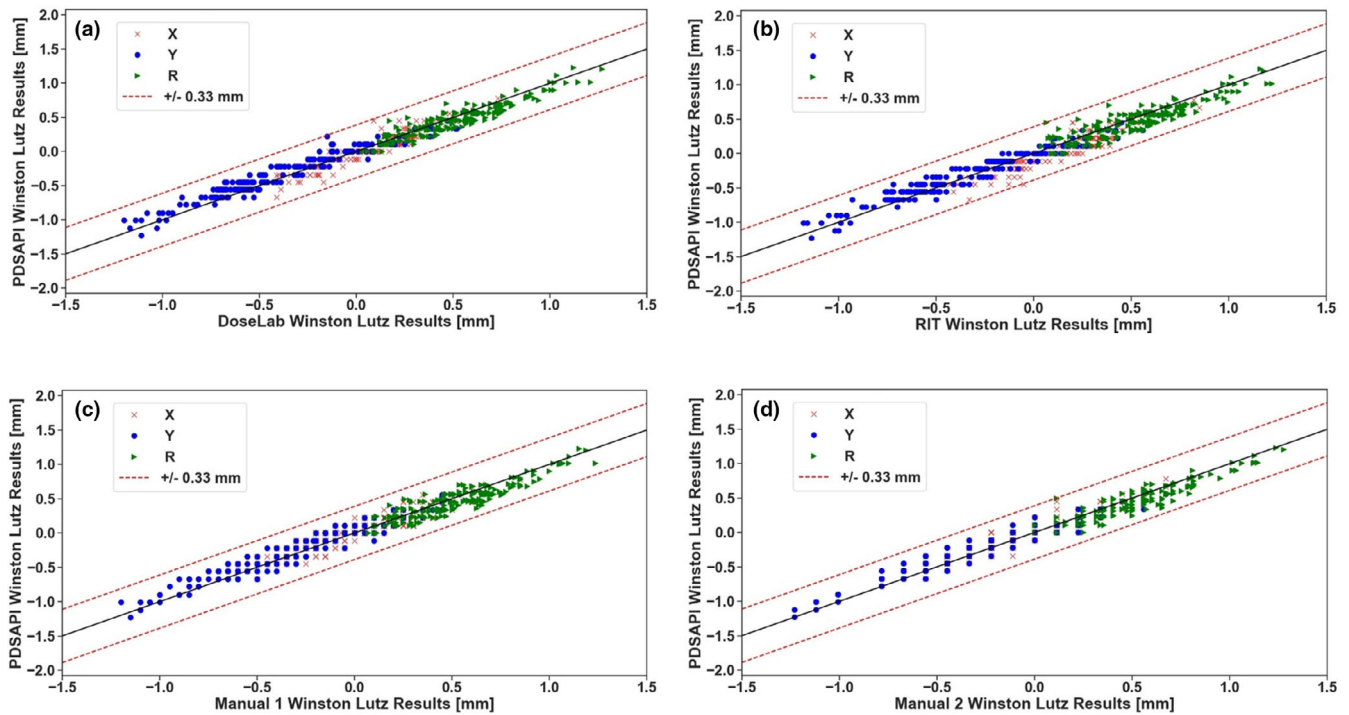 (a)
X
Y
R
+/- 0.33 mm
PDSAPI Winston Lutz Results [mm]
2.0
1.5
1.0
0.5
0.0
−0.5
−1.0
−1.5
−2.0
−1.5 −1.0 −0.5 0.0 0.5 1.0 1.5
DoseLab Winston Lutz Results [mm]
(b)
X
Y
R
+/- 0.33 mm
PDSAPI Winston Lutz Results [mm]
2.0
1.5
1.0
0.5
0.0
−0.5
−1.0
−1.5
−2.0
−1.5 −1.0 −0.5 0.0 0.5 1.0 1.5
RIT Winston Lutz Results [mm]
(c)
X
Y
R
+/- 0.33 mm
PDSAPI Winston Lutz Results [mm]
2.0
1.5
1.0
0.5
0.0
−0.5
−1.0
−1.5
−2.0
−1.5 −1.0 −0.5 0.0 0.5 1.0 1.5
Manual 1 Winston Lutz Results [mm]
(d)
X
Y
R
+/- 0.33 mm
PDSAPI Winston Lutz Results [mm]
2.0
1.5
1.0
0.5
0.0
−0.5
−1.0
−1.5
−2.0
−1.5 −1.0 −0.5 0.0 0.5 1.0 1.5
Manual 2 Winston Lutz Results [mm]